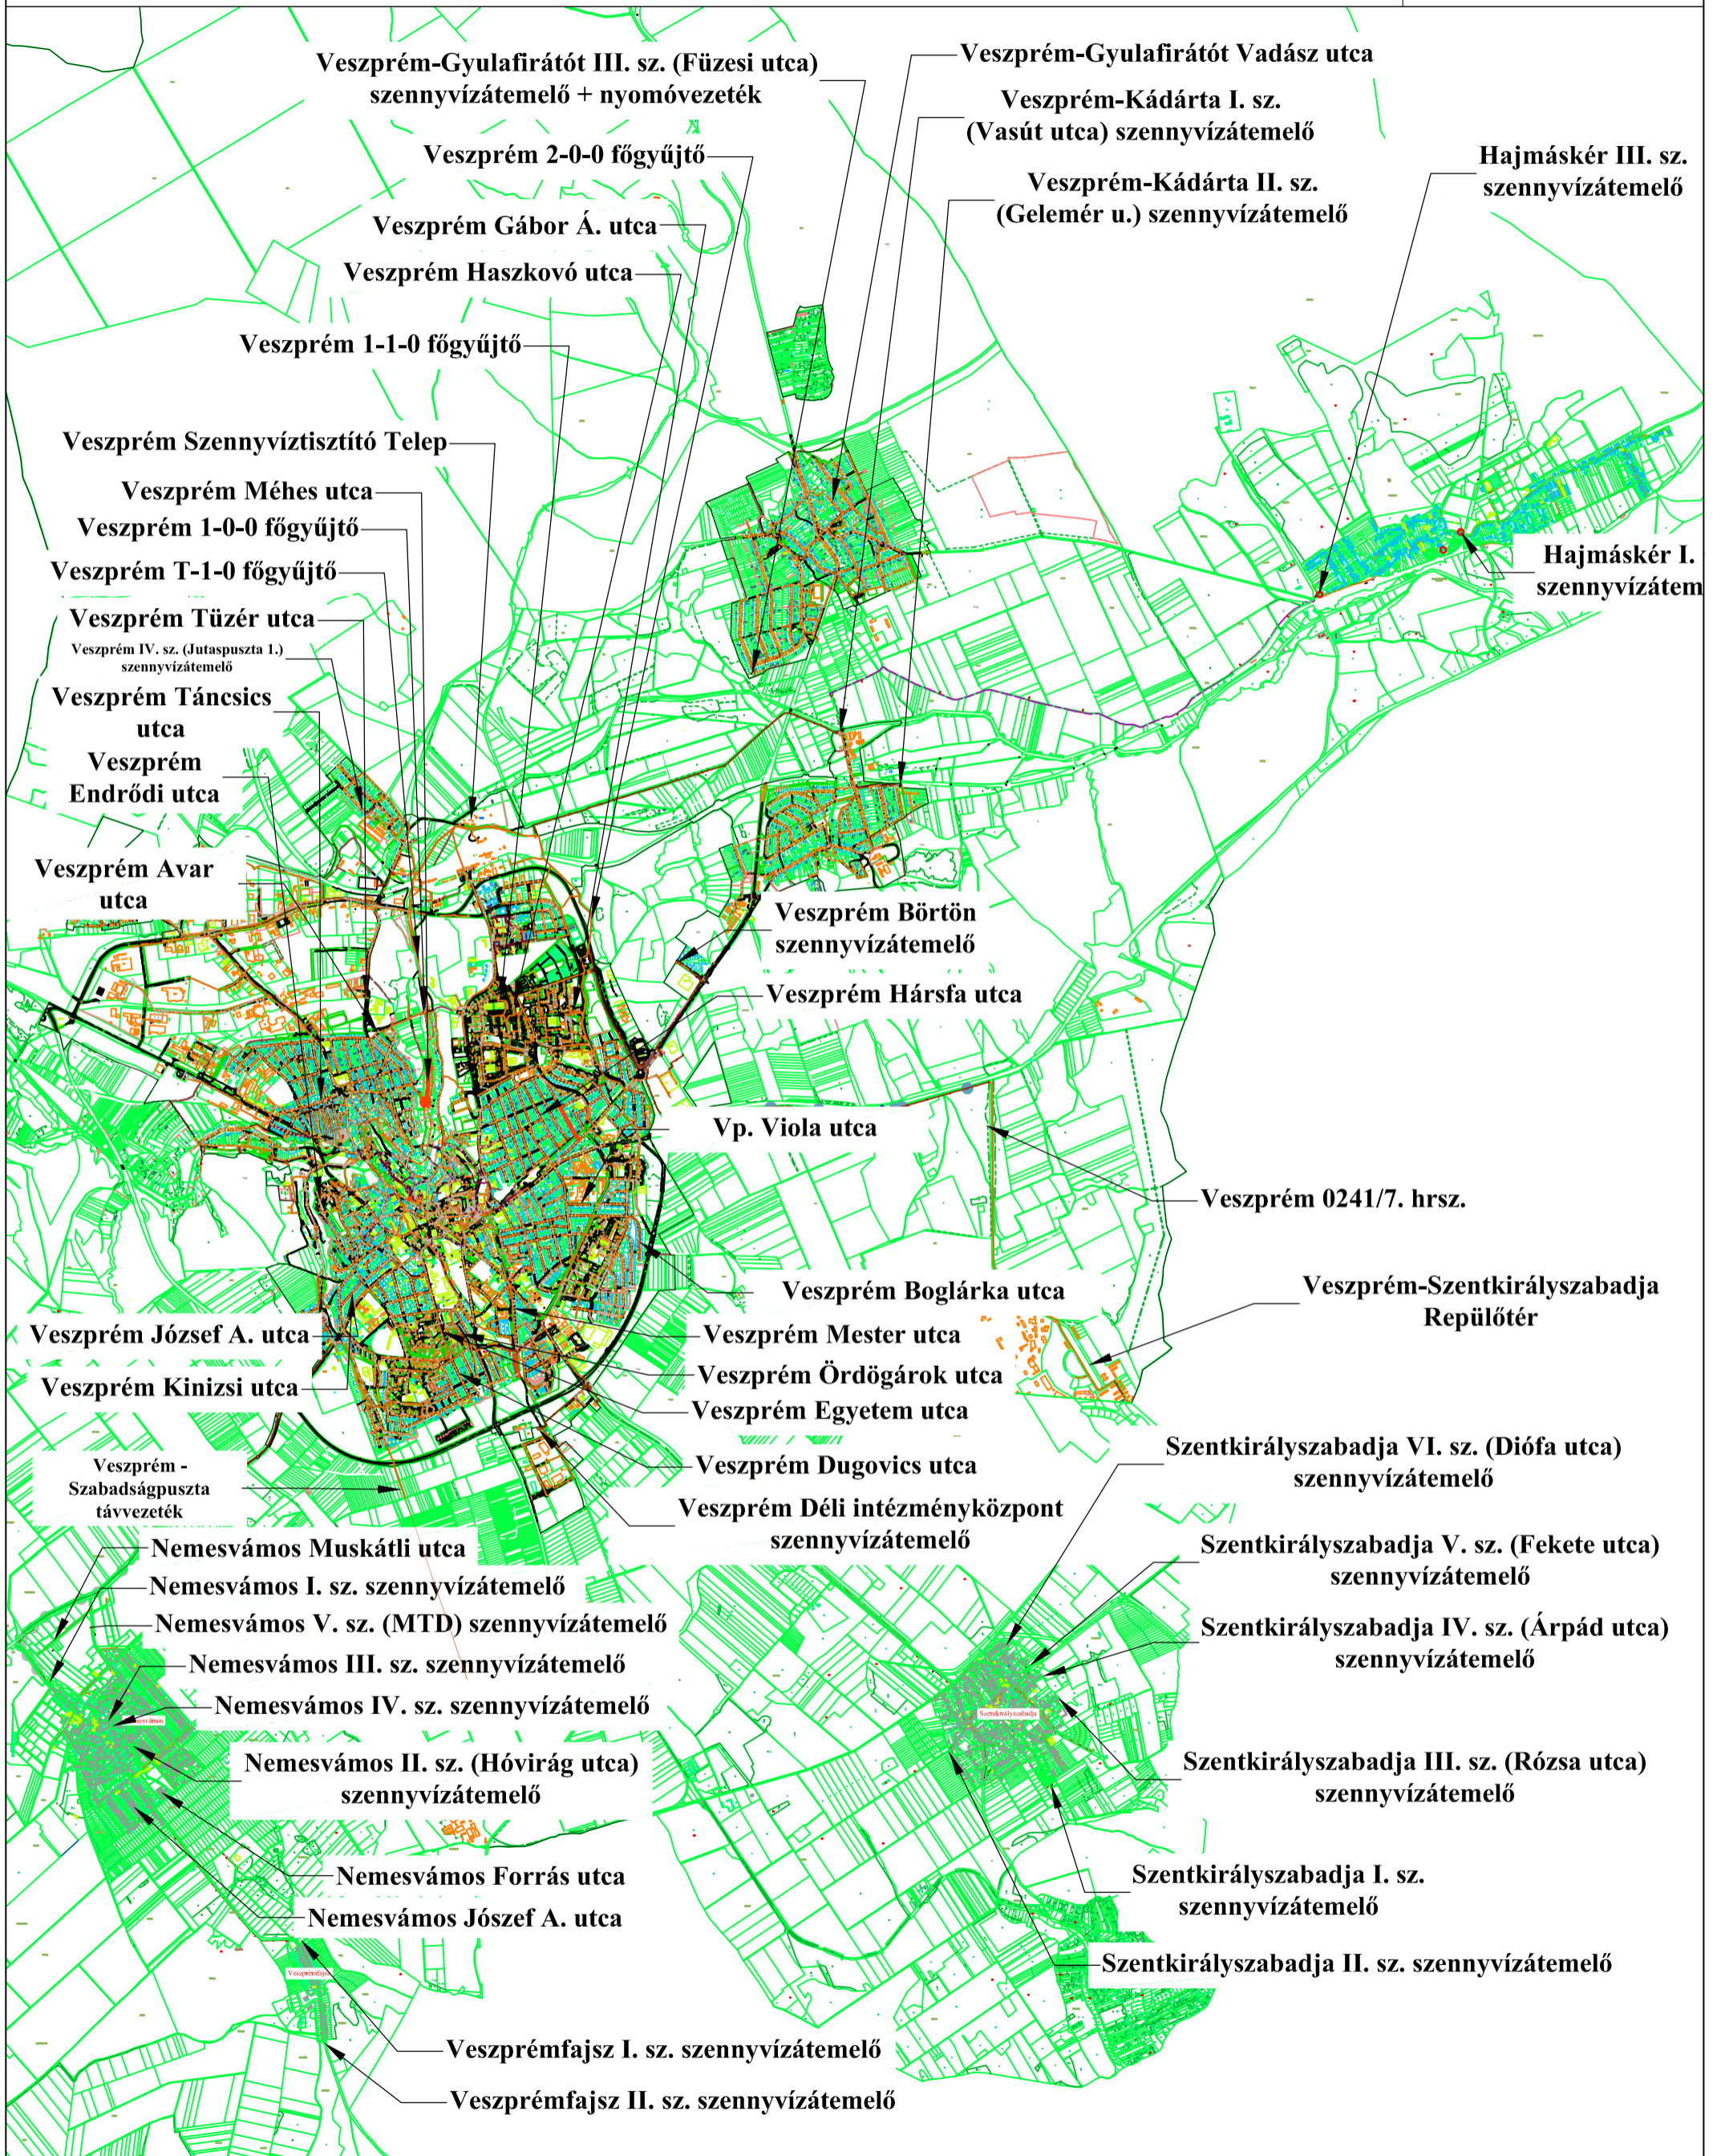 Veszprém-Gyulafirátót III. sz. (Füzesi utca)
szennyvízátemelő + nyomóvezeték
Veszprém-Gyulafirátót Vadász utca
Veszprém-Kádárta I. sz.
(Vasút utca) szennyvízátemelő
Veszprém 2-0-0 főgyűjtő
Hajmáskér III. sz.
szennyvízátemelő
Veszprém-Kádárta II. sz.
(Gelemér u.) szennyvízátemelő
Veszprém Gábor Á. utca
Veszprém Haszkovó utca
Veszprém 1-1-0 főgyűjtő
Veszprém Szennyvíztisztító Telep
Veszprém Méhes utca
Veszprém 1-0-0 főgyűjtő
Hajmáskér I.
szennyvízátem
Veszprém T-1-0 főgyűjtő
Veszprém Tüzér utca
Veszprém IV. sz. (Jutaspuszta 1.)
szennyvízátemelő
Veszprém Táncsics
utca
Veszprém
Endrődi utca
Veszprém Avar
utca
Veszprém Börtön
szennyvízátemelő
Veszprém Hársfa utca
Vp. Viola utca
Veszprém 0241/7. hrsz.
Veszprém Boglárka utca
Veszprém-Szentkirályszabadja
Repülőtér
Veszprém József A. utca
Veszprém Mester utca
Veszprém Ördögárok utca
Veszprém Kinizsi utca
Veszprém Egyetem utca
Veszprém Dugovics utca
Veszprém -
Szabadságpuszta
távvezeték
Veszprém Déli intézményközpont
szennyvízátemelő
Szentkirályszabadja VI. sz. (Diófa utca)
szennyvízátemelő
Nemesvámos Muskátli utca
Szentkirályszabadja V. sz. (Fekete utca)
szennyvízátemelő
Nemesvámos I. sz. szennyvízátemelő
Nemesvámos V. sz. (MTD) szennyvízátemelő
Szentkirályszabadja IV. sz. (Árpád utca)
szennyvízátemelő
Nemesvámos III. sz. szennyvízátemelő
Nemesvámos IV. sz. szennyvízátemelő
Szentkirályszabadja
Nemesvámos II. sz. (Hóvirág utca)
szennyvízátemelő
Szentkirályszabadja III. sz. (Rózsa utca)
szennyvízátemelő
Nemesvámos Forrás utca
Szentkirályszabadja I. sz.
szennyvízátemelő
Nemesvámos Jószef A. utca
Szentkirályszabadja II. sz. szennyvízátemelő
Veszprémfajsz
Veszprémfajsz I. sz. szennyvízátemelő
Veszprémfajsz II. sz. szennyvízátemelő